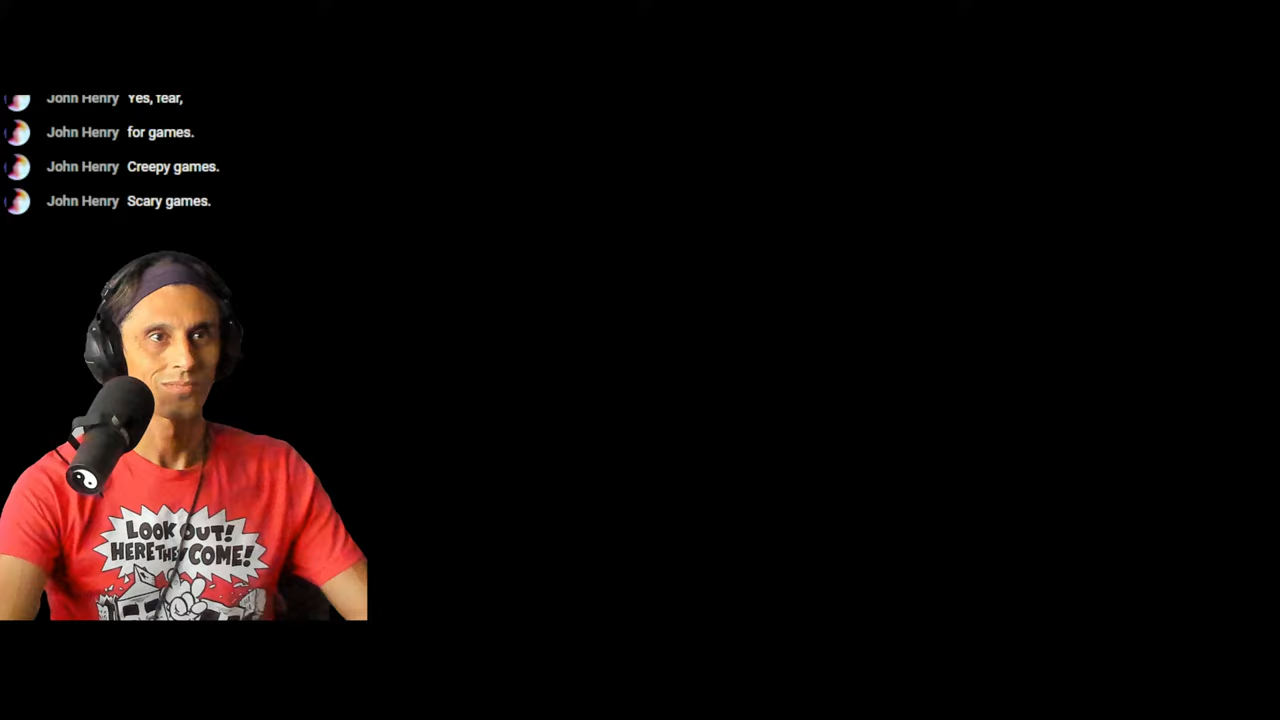 John Henry Yes, fear,
John Henry for games.
John Henry Creepy games.
John Henry Scary games.
LOOK OUT!
HERE THEY COME!